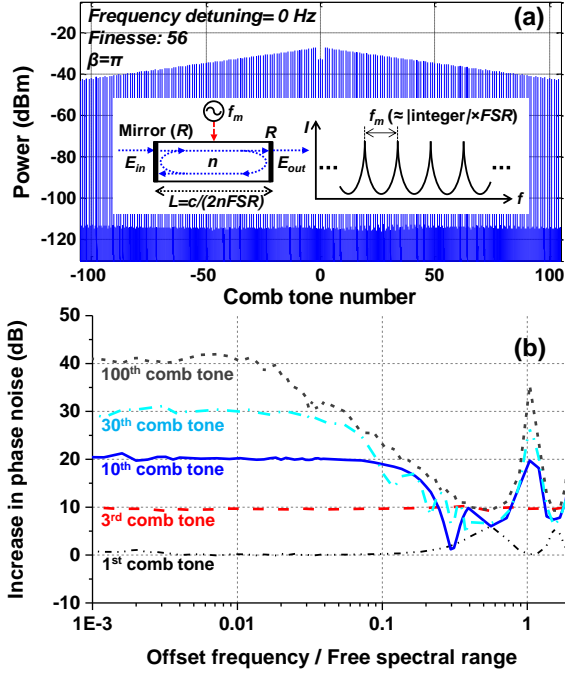 Frequency detuning= 0 Hz
(a)
Finesse: 56
β=π
Power (dBm)
-20
-40
-60
-80
-100
-120
f_m
f_m (≈ |integer|×FSR)
Mirror (R)
R
I
E_in
n
E_out
...
...
L=c/(2nFSR)
f
-100
-50
0
50
100
Comb tone number
(b)
Increase in phase noise (dB)
50
40
30
20
10
0
-10
100th comb tone
30th comb tone
10th comb tone
3rd comb tone
1st comb tone
1E-3
0.01
0.1
1
Offset frequency / Free spectral range